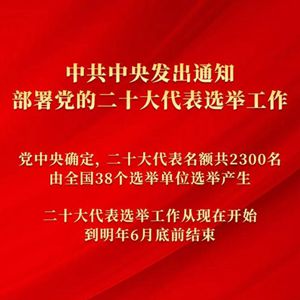 中共中央发出通知
部署党的二十大代表选举工作
党中央确定，二十大代表名额共2300名
由全国38个选举单位选举产生
二十大代表选举工作从现在开始
到明年6月底前结束